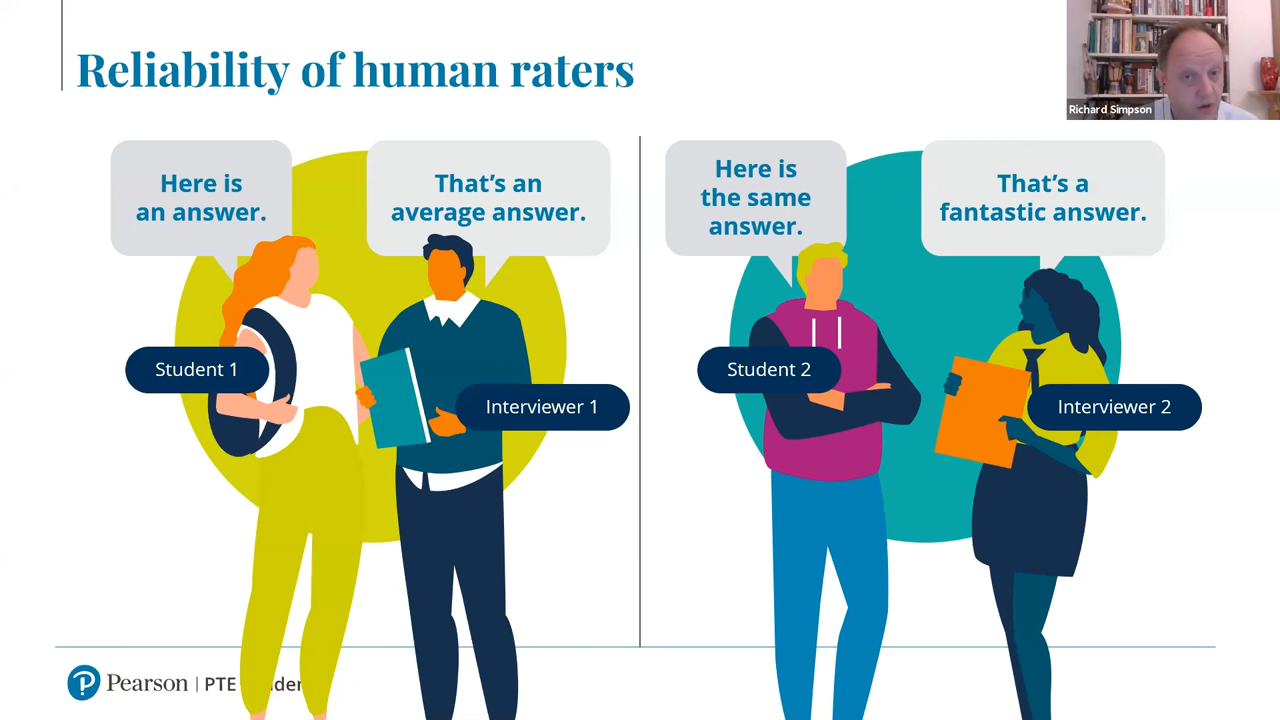 Reliability of human raters
Richard Simpson
Here is
an answer.
That's an
average answer.
Student 1
Interviewer 1
Here is
the same
answer.
That's a
fantastic answer.
Student 2
Interviewer 2
Pearson | PTE